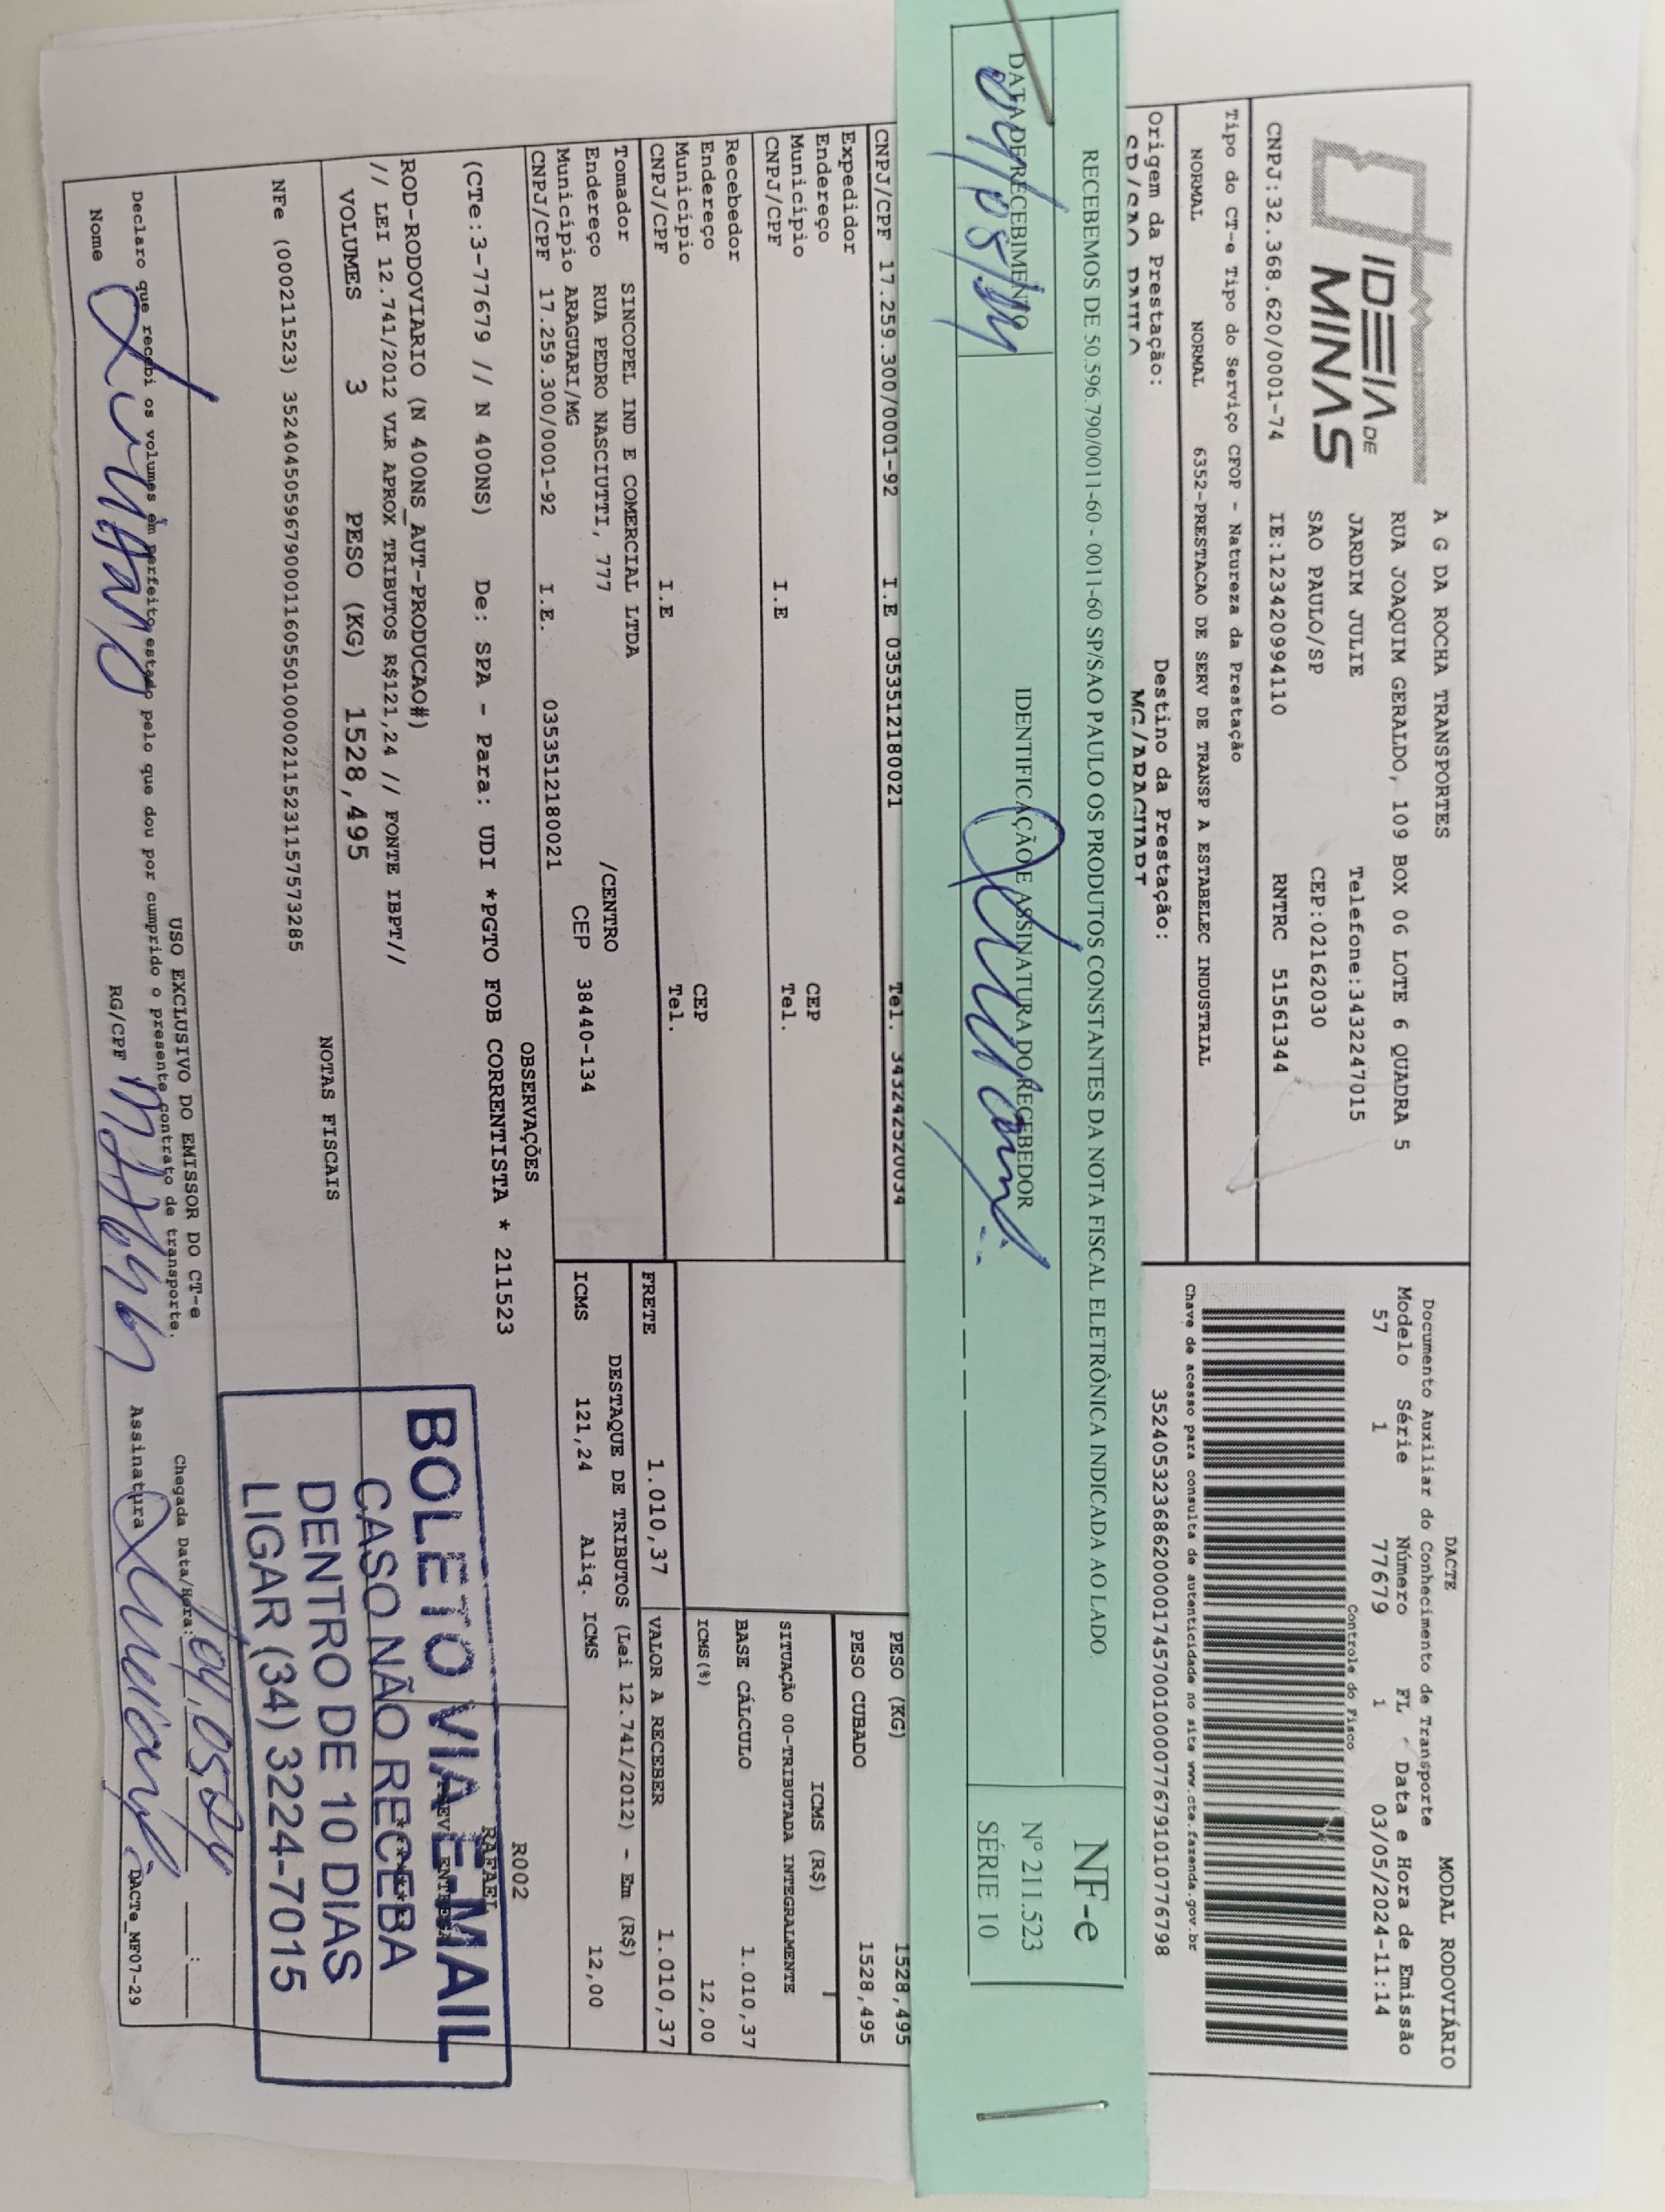 IDEIA DE
MINAS
A G DA ROCHA TRANSPORTES
RUA JOAQUIM GERALDO, 109 BOX 06 LOTE 6 QUADRA 5
JARDIM JULIE Telefone:3432247015
SAO PAULO/SP CEP:02162030
CNPJ:32.368.620/0001-74 IE:123420994110 RNTRC 51561344
Tipo do CT-e Tipo do Serviço CFOP - Natureza da Prestação
NORMAL NORMAL 6352-PRESTACAO DE SERV DE TRANSP A ESTABELEC INDUSTRIAL
Origem da Prestação: Destino da Prestação:
SP/SAO PAULO MG/ARAGUARI
DACTE MODAL RODOVIÁRIO
Documento Auxiliar do Conhecimento de Transporte
Modelo Série Número FL Data e Hora de Emissão
57 1 77679 1 03/05/2024-11:14
Controle do Fisco
Chave de acesso para consulta de autenticidade no site www.cte.fazenda.gov.br
35240532368620000174570010000776791010776798
RECEBEMOS DE 50.596.790/0011-60 - 0011-60 SP/SAO PAULO OS PRODUTOS CONSTANTES DA NOTA FISCAL ELETRÔNICA INDICADA AO LADO
DATA DE RECEBIMENTO IDENTIFICAÇÃO E ASSINATURA DO RECEBEDOR
04/05/24
NF-e
Nº 211.523
SÉRIE 10
CNPJ/CPF 17.259.300/0001-92 I.E 0353512180021 Tel. 343242520034
Expedidor
Endereço CEP
Município Tel.
CNPJ/CPF I.E
Recebedor
Endereço CEP
Município Tel.
CNPJ/CPF I.E
PESO (KG) 1528,495
PESO CUBADO 1528,495
ICMS (R$)
SITUAÇÃO 00-TRIBUTADA INTEGRALMENTE
BASE CÁLCULO 1.010,37
ICMS(%) 12,00
FRETE 1.010,37 VALOR A RECEBER 1.010,37
Tomador SINCOPEL IND E COMERCIAL LTDA
Endereço RUA PEDRO NASCIUTTI, 777 /CENTRO
Município ARAGUARI/MG CEP 38440-134
CNPJ/CPF 17.259.300/0001-92 I.E. 0353512180021
DESTAQUE DE TRIBUTOS (Lei 12.741/2012) - Em (R$)
ICMS 121,24 Aliq. ICMS 12,00
OBSERVAÇÕES
(CTe:3-77679 // N 400NS) De: SPA - Para: UDI *PGTO FOB CORRENTISTA * 211523
R002
RAFAEL
ROD-RODOVIARIO (N 400NS_AUT-PRODUCAO#)
// LEI 12.741/2012 VLR APROX TRIBUTOS R$121,24 // FONTE IBPT//
VOLUMES 3 PESO (KG) 1528,495
NOTAS FISCAIS
NFe (000211523) 35240450596790001160550100002115231157573285
BOLETO VIA E-MAIL
CASO NÃO RECEBA
DENTRO DE 10 DIAS
LIGAR (34) 3224-7015
USO EXCLUSIVO DO EMISSOR DO CT-e
Declaro que recebi os volumes em perfeito estado pelo que dou por cumprido o presente contrato de transporte.
Chegada Data/Hora: 04,05,24 :
Nome RG/CPF Assinatura
DACTe_MF07-29